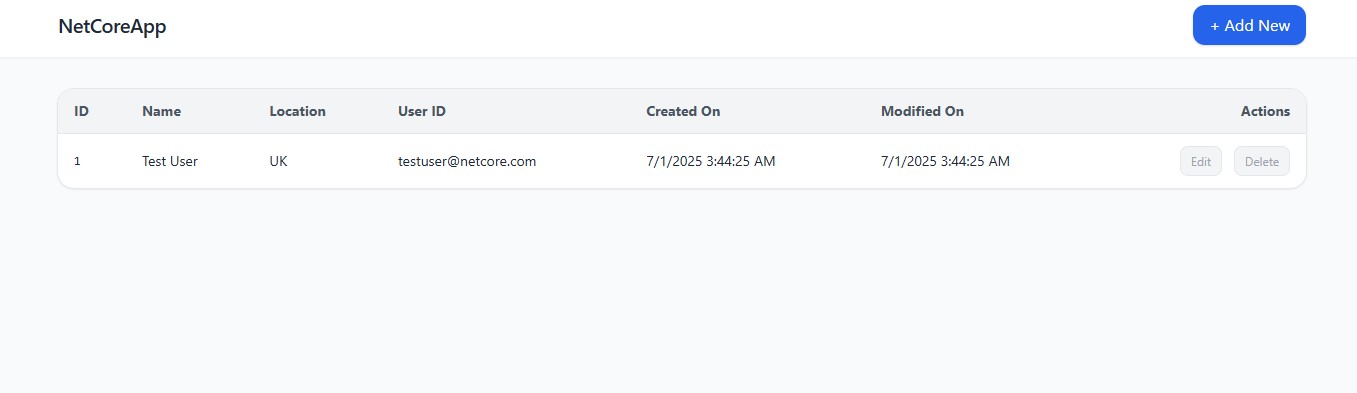 NetCoreApp + Add New
ID Name Location User ID Created On Modified On Actions
1 Test User UK testuser@netcore.com 7/1/2025 3:44:25 AM 7/1/2025 3:44:25 AM Edit Delete